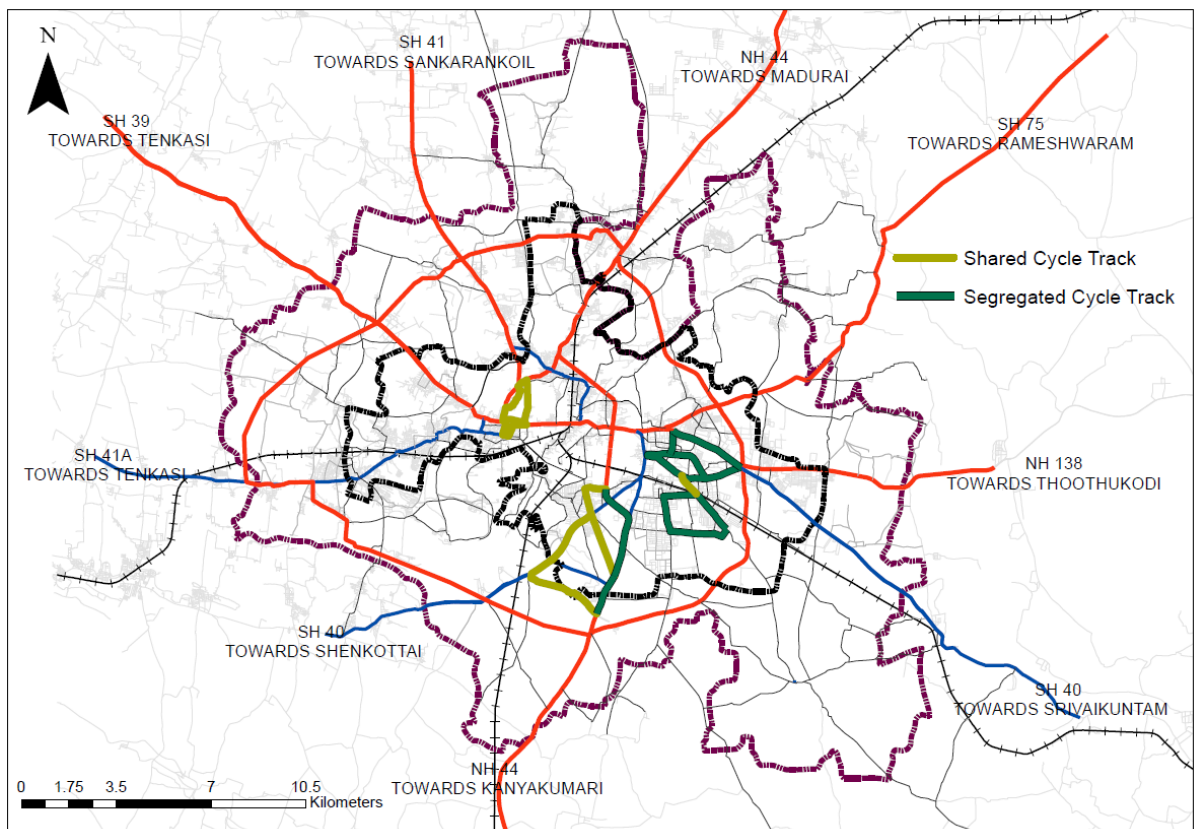 N
SH 41
TOWARDS SANKARANKOIL
NH 44
TOWARDS MADURAI
SH 39
TOWARDS TENKASI
SH 75
TOWARDS RAMESHWARAM
Shared Cycle Track
Segregated Cycle Track
SH 41A
TOWARDS TENKASI
NH 138
TOWARDS THOOTHUKODI
SH 40
TOWARDS SHENKOTTAI
SH 40
TOWARDS SRIVAIKUNTAM
NH 44
TOWARDS KANYAKUMARI
0 1.75 3.5 7 10.5
Kilometers